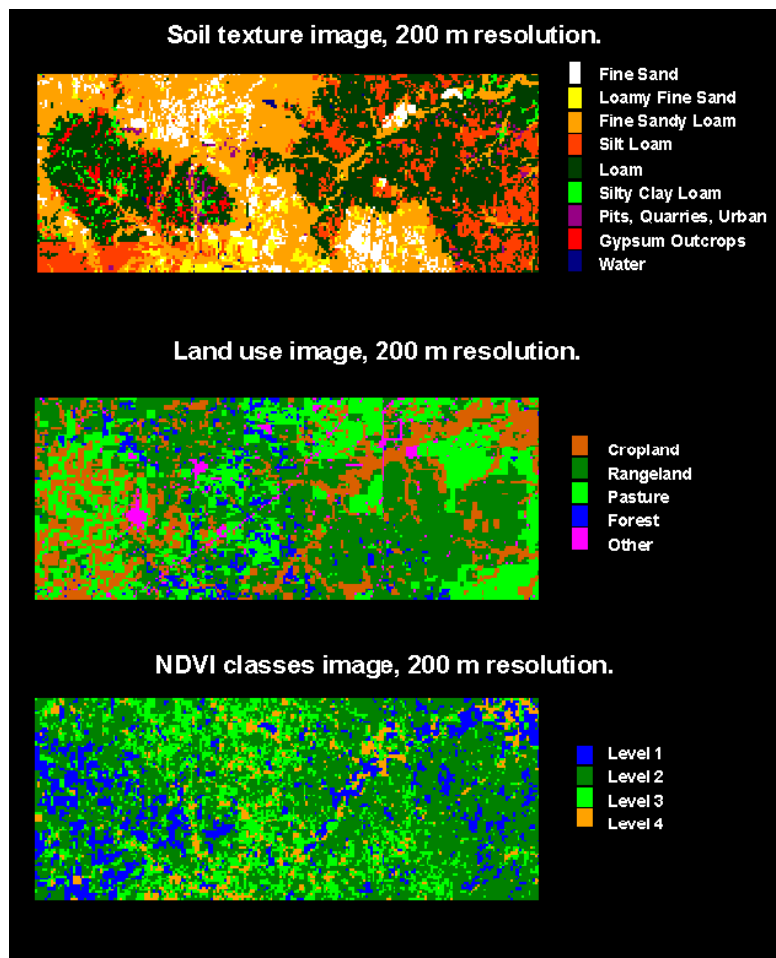 Soil texture image, 200 m resolution.
Fine Sand
Loamy Fine Sand
Fine Sandy Loam
Silt Loam
Loam
Silty Clay Loam
Pits, Quarries, Urban
Gypsum Outcrops
Water
Land use image, 200 m resolution.
Cropland
Rangeland
Pasture
Forest
Other
NDVI classes image, 200 m resolution.
Level 1
Level 2
Level 3
Level 4